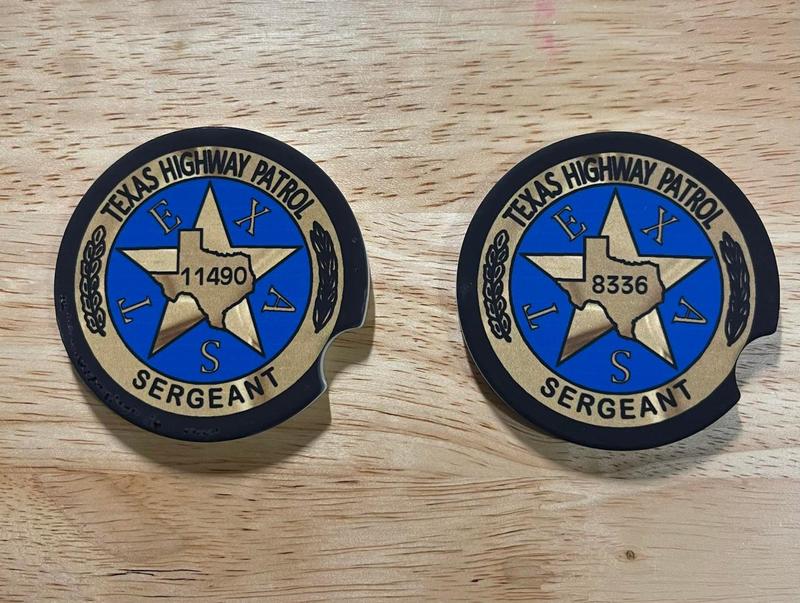 TEXAS HIGHWAY PATROL
T E X A S
11490
SERGEANT
TEXAS HIGHWAY PATROL
T E X A S
8336
SERGEANT